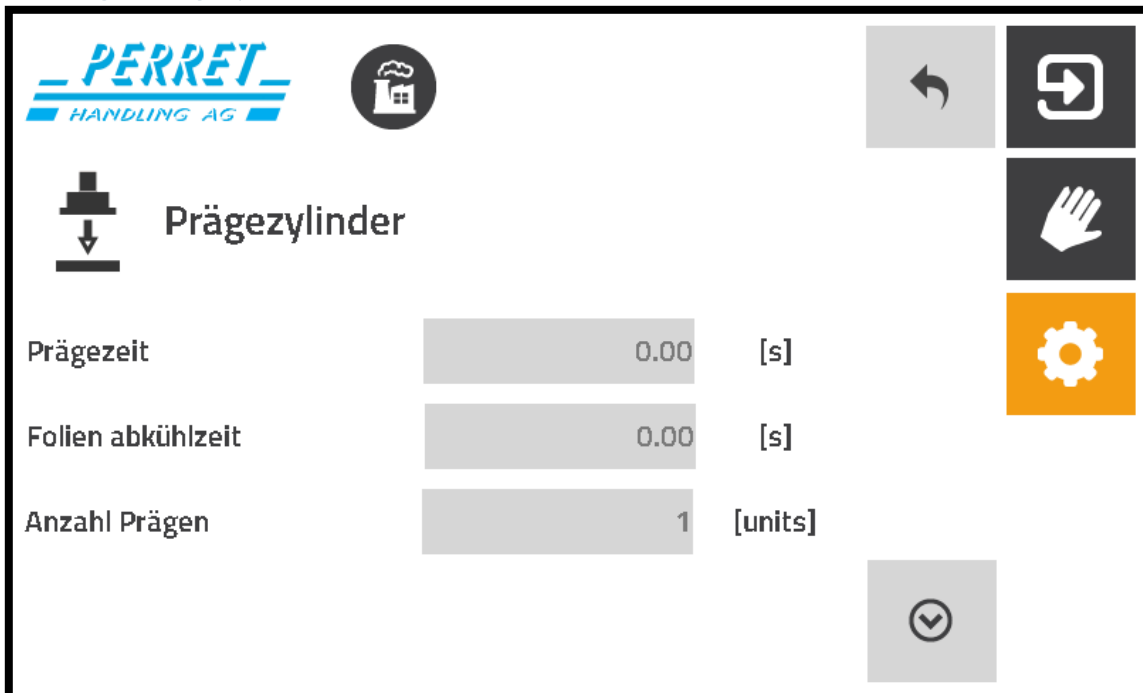 PERRET
HANDLING AG
Prägezylinder
Prägezeit 0.00 [s]
Folien abkühlzeit 0.00 [s]
Anzahl Prägen 1 [units]